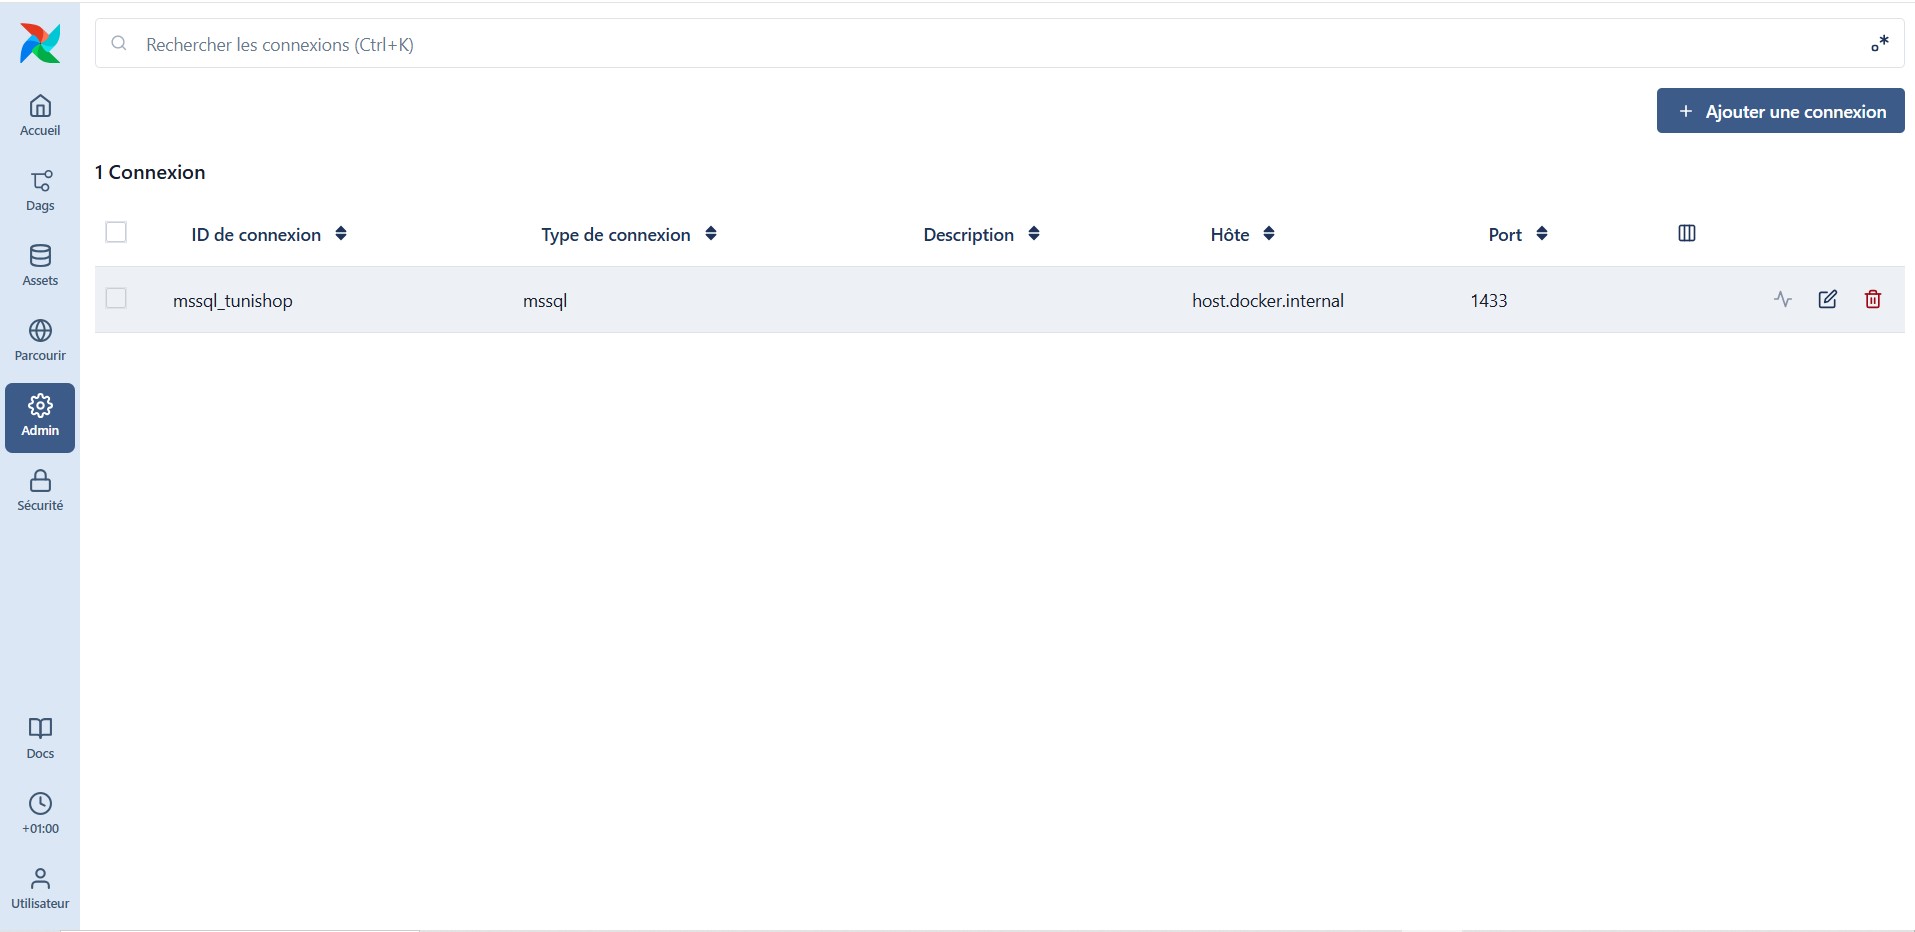 Rechercher les connexions (Ctrl+K)
Accueil
Ajouter une connexion
1 Connexion
Dags
ID de connexion Type de connexion Description Hôte Port
Assets
mssql_tunishop mssql host.docker.internal 1433
Parcourir
Admin
Sécurité
Docs
+01:00
Utilisateur